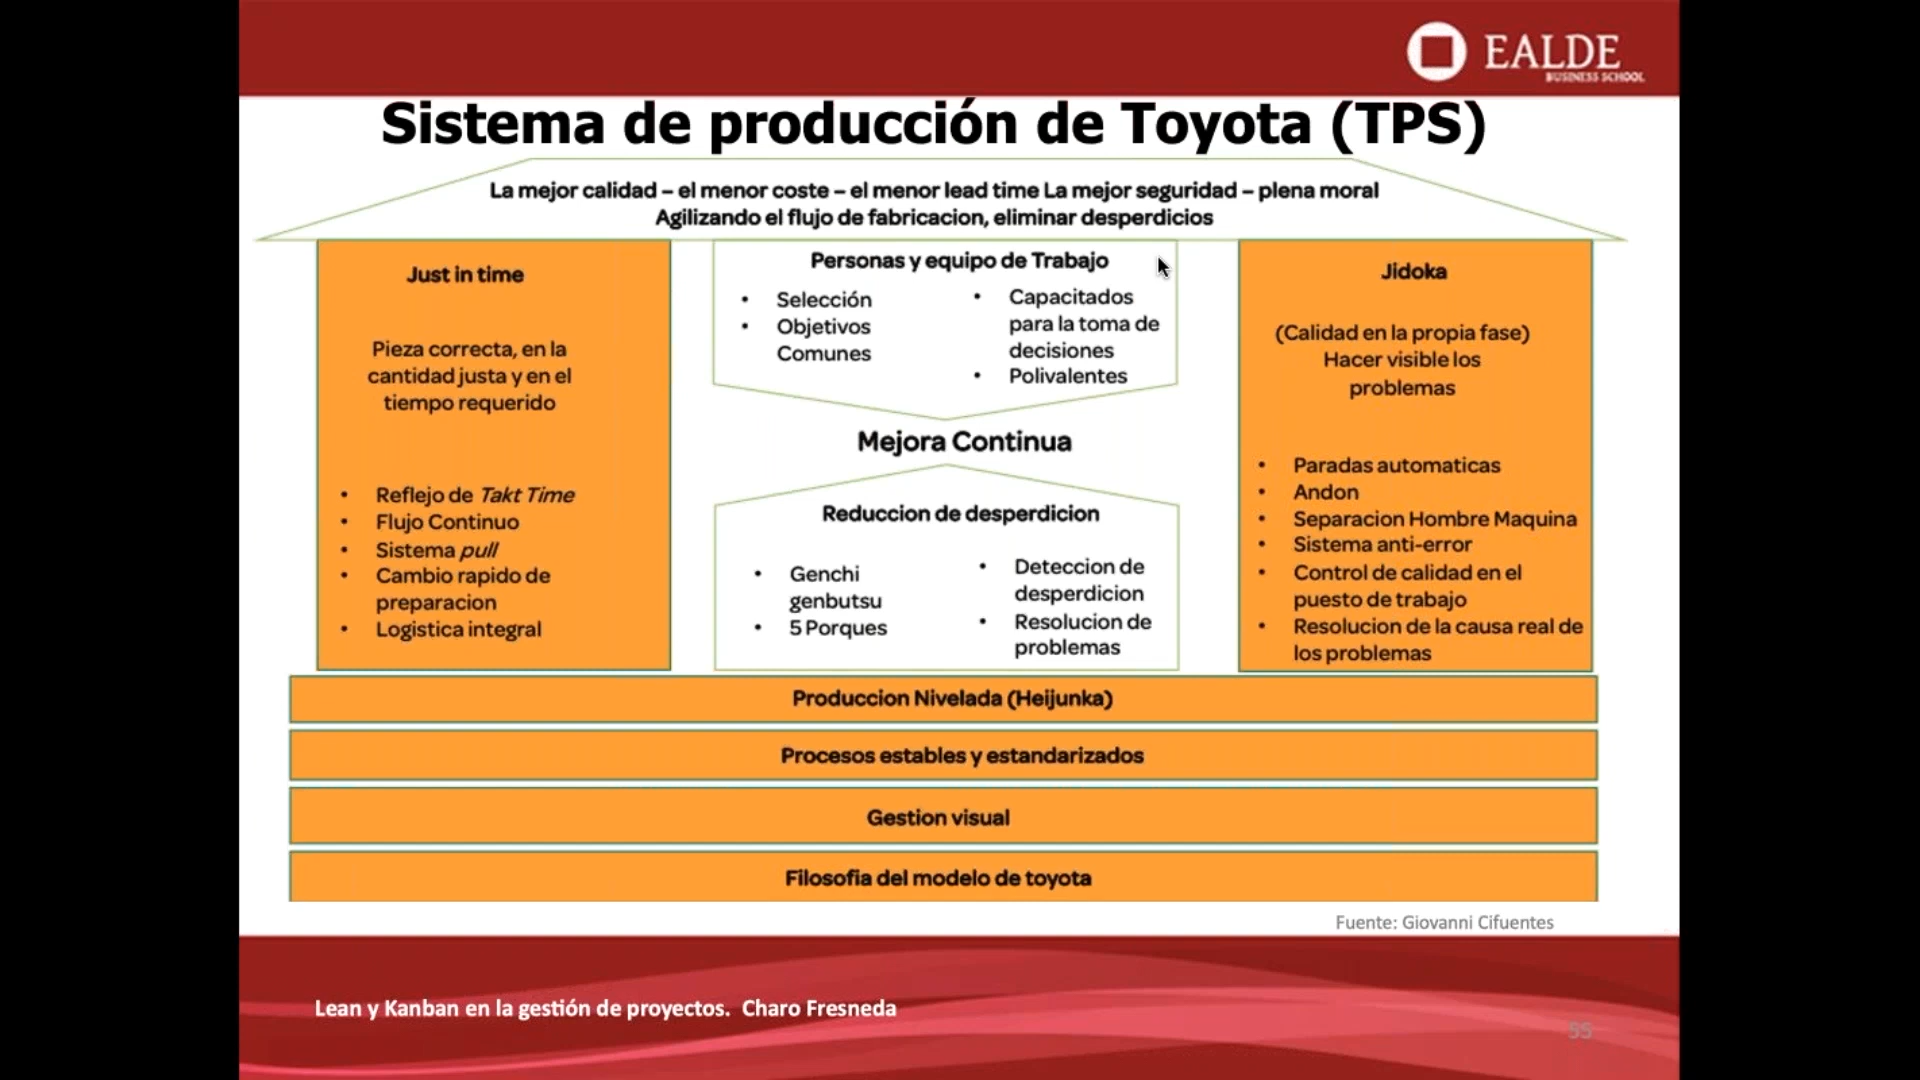 EALDE
BUSINESS SCHOOL
Sistema de producción de Toyota (TPS)
La mejor calidad – el menor coste – el menor lead time La mejor seguridad – plena moral
Agilizando el flujo de fabricacion, eliminar desperdicios
Just in time
Pieza correcta, en la
cantidad justa y en el
tiempo requerido
• Reflejo de Takt Time
• Flujo Continuo
• Sistema pull
• Cambio rapido de
preparacion
• Logistica integral
Personas y equipo de Trabajo
• Selección
• Objetivos
Comunes
• Capacitados
para la toma de
decisiones
• Polivalentes
Mejora Continua
Reduccion de desperdicion
• Genchi
genbutsu
• 5 Porques
• Deteccion de
desperdicion
• Resolucion de
problemas
Jidoka
(Calidad en la propia fase)
Hacer visible los
problemas
• Paradas automaticas
• Andon
• Separacion Hombre Maquina
• Sistema anti-error
• Control de calidad en el
puesto de trabajo
• Resolucion de la causa real de
los problemas
Produccion Nivelada (Heijunka)
Procesos estables y estandarizados
Gestion visual
Filosofia del modelo de toyota
Fuente: Giovanni Cifuentes
Lean y Kanban en la gestión de proyectos. Charo Fresneda
55